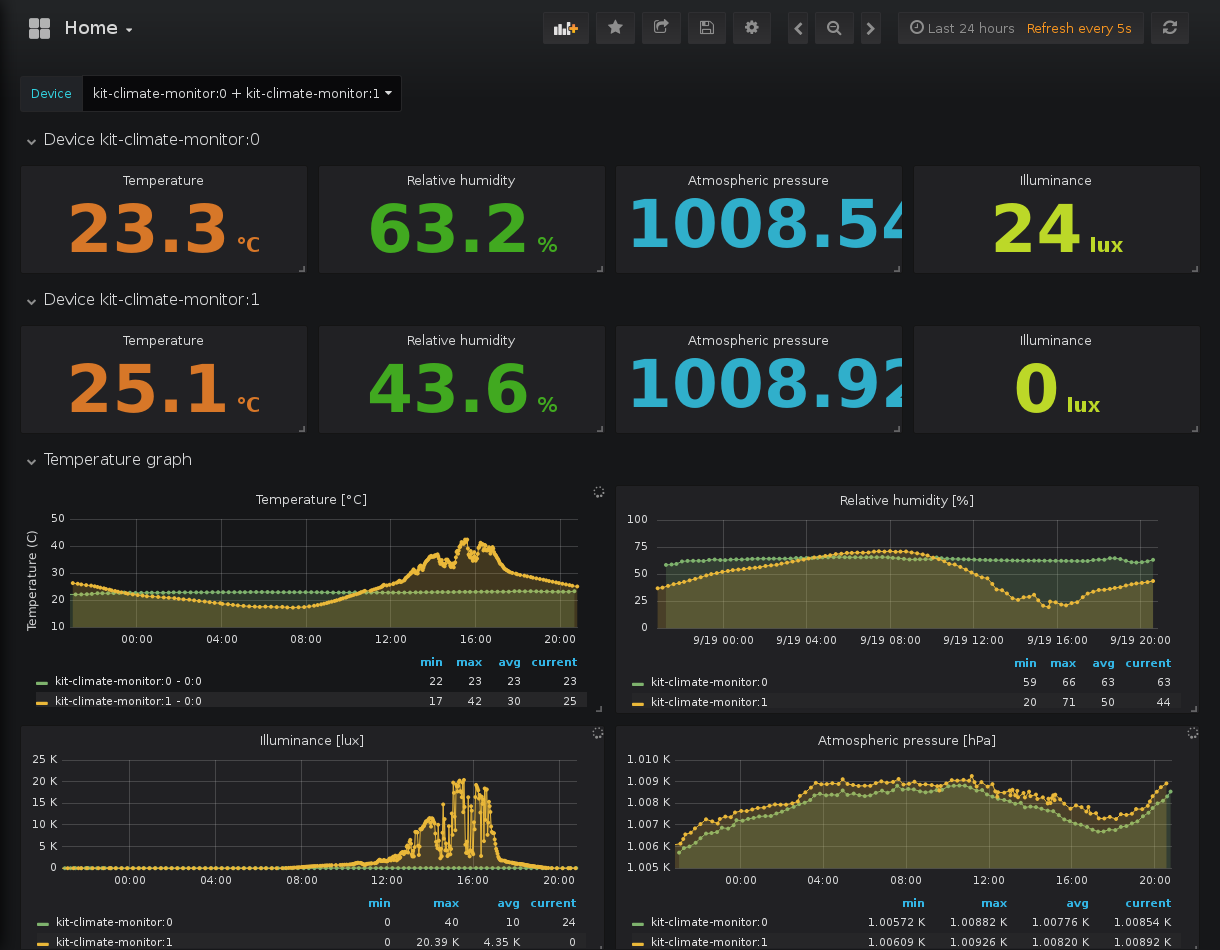 Home
Last 24 hours Refresh every 5s
Device kit-climate-monitor:0 + kit-climate-monitor:1
Device kit-climate-monitor:0
Temperature Relative humidity Atmospheric pressure Illuminance
23.3 °C 63.2 % 1008.54 24 lux
Device kit-climate-monitor:1
Temperature Relative humidity Atmospheric pressure Illuminance
25.1 °C 43.6 % 1008.92 0 lux
Temperature graph
Temperature [°C]
Temperature (C)
50
40
30
20
10
00:00 04:00 08:00 12:00 16:00 20:00
min max avg current
kit-climate-monitor:0 - 0:0 22 23 23 23
kit-climate-monitor:1 - 0:0 17 42 30 25
Relative humidity [%]
100
75
50
25
0
9/19 00:00 9/19 04:00 9/19 08:00 9/19 12:00 9/19 16:00 9/19 20:00
min max avg current
kit-climate-monitor:0 59 66 63 63
kit-climate-monitor:1 20 71 50 44
Illuminance [lux]
25 K
20 K
15 K
10 K
5 K
0
00:00 04:00 08:00 12:00 16:00 20:00
min max avg current
kit-climate-monitor:0 0 40 10 24
kit-climate-monitor:1 0 20.39 K 4.35 K 0
Atmospheric pressure [hPa]
1.010 K
1.009 K
1.008 K
1.007 K
1.006 K
1.005 K
00:00 04:00 08:00 12:00 16:00 20:00
min max avg current
kit-climate-monitor:0 1.00572 K 1.00882 K 1.00776 K 1.00854 K
kit-climate-monitor:1 1.00609 K 1.00926 K 1.00820 K 1.00892 K